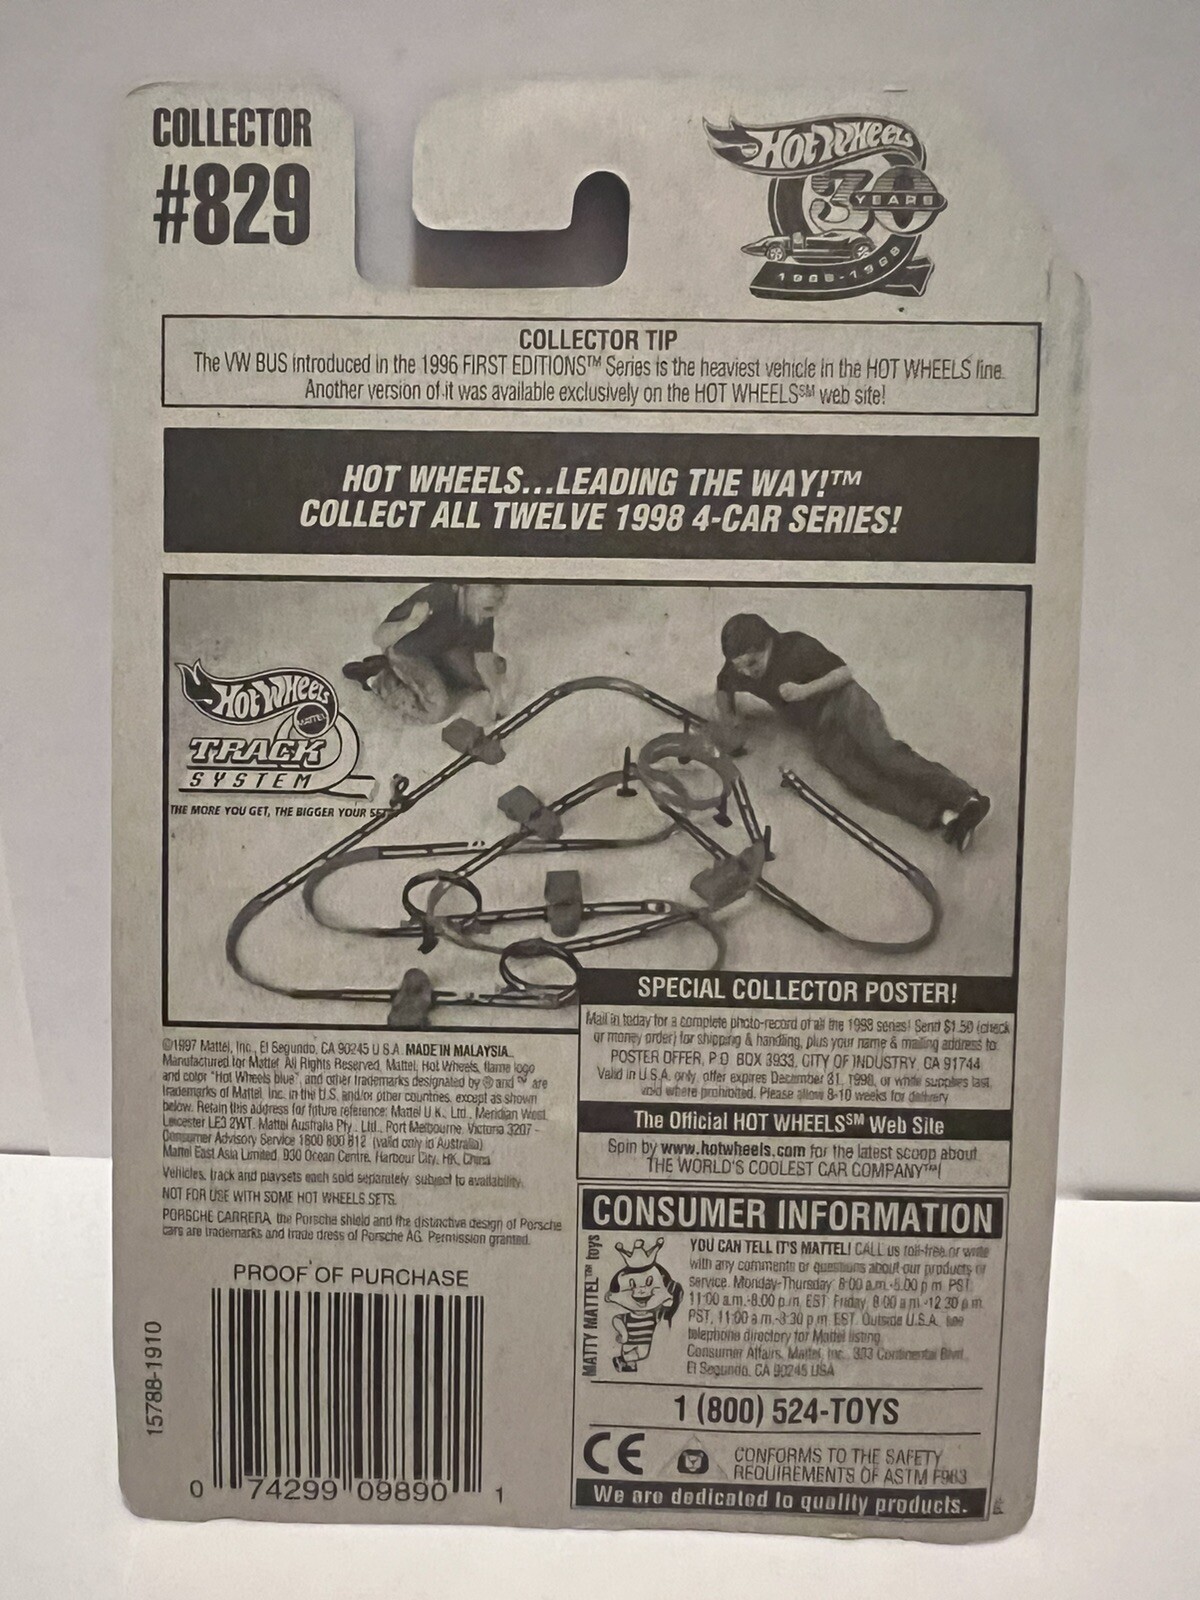 COLLECTOR
#829
HOT WHEELS
30
YEARS
1968-1998
COLLECTOR TIP
The VW BUS introduced in the 1996 FIRST EDITIONS™ Series is the heaviest vehicle in the HOT WHEELS line.
Another version of it was available exclusively on the HOT WHEELS℠ web site!
HOT WHEELS...LEADING THE WAY!™
COLLECT ALL TWELVE 1998 4-CAR SERIES!
HOT WHEELS
MATTEL
TRACK
SYSTEM
THE MORE YOU GET, THE BIGGER YOUR SET
SPECIAL COLLECTOR POSTER!
Mail in today for a complete photo-record of all the 1998 series! Send $1.50 (check
or money order) for shipping & handling, plus your name & mailing address to:
POSTER OFFER, P.O. BOX 3933, CITY OF INDUSTRY, CA 91744
Valid in U.S.A. only, offer expires December 31, 1998, or while supplies last,
void where prohibited. Please allow 8-10 weeks for delivery
The Official HOT WHEELS℠ Web Site
Spin by www.hotwheels.com for the latest scoop about
THE WORLD'S COOLEST CAR COMPANY™!
©1997 Mattel, Inc., El Segundo, CA 90245 U.S.A. MADE IN MALAYSIA.
Manufactured for Mattel. All Rights Reserved. Mattel, Hot Wheels, flame logo
and color "Hot Wheels blue", and other trademarks designated by ® and ™ are
trademarks of Mattel, Inc. in the U.S. and/or other countries, except as shown
below. Retain this address for future reference: Mattel U.K., Ltd., Meridian West,
Leicester LE3 2WT. Mattel Australia Pty., Ltd., Port Melbourne, Victoria 3207 -
Consumer Advisory Service 1800 800 812 (valid only in Australia)
Mattel East Asia Limited, 930 Ocean Centre, Harbour City, HK, China
Vehicles, track and playsets each sold separately, subject to availability.
NOT FOR USE WITH SOME HOT WHEELS SETS.
PORSCHE CARRERA, the Porsche shield and the distinctive design of Porsche
cars are trademarks and trade dress of Porsche AG. Permission granted.
PROOF OF PURCHASE
15788-1910
0 74299 09890 1
CONSUMER INFORMATION
MATTY MATTEL™ toys
YOU CAN TELL IT'S MATTEL! CALL us toll-free or write
with any comments or questions about our products or
service. Monday-Thursday 8:00 a.m.-5:00 p.m. PST,
11:00 a.m.-8:00 p.m. EST. Friday, 8:00 a.m.-12:30 p.m.
PST, 11:00 a.m.-3:30 p.m. EST. Outside U.S.A., see
telephone directory for Mattel listing.
Consumer Affairs, Mattel, Inc., 333 Continental Blvd.,
El Segundo, CA 90245 USA
1 (800) 524-TOYS
CE
CONFORMS TO THE SAFETY
REQUIREMENTS OF ASTM F963
We are dedicated to quality products.